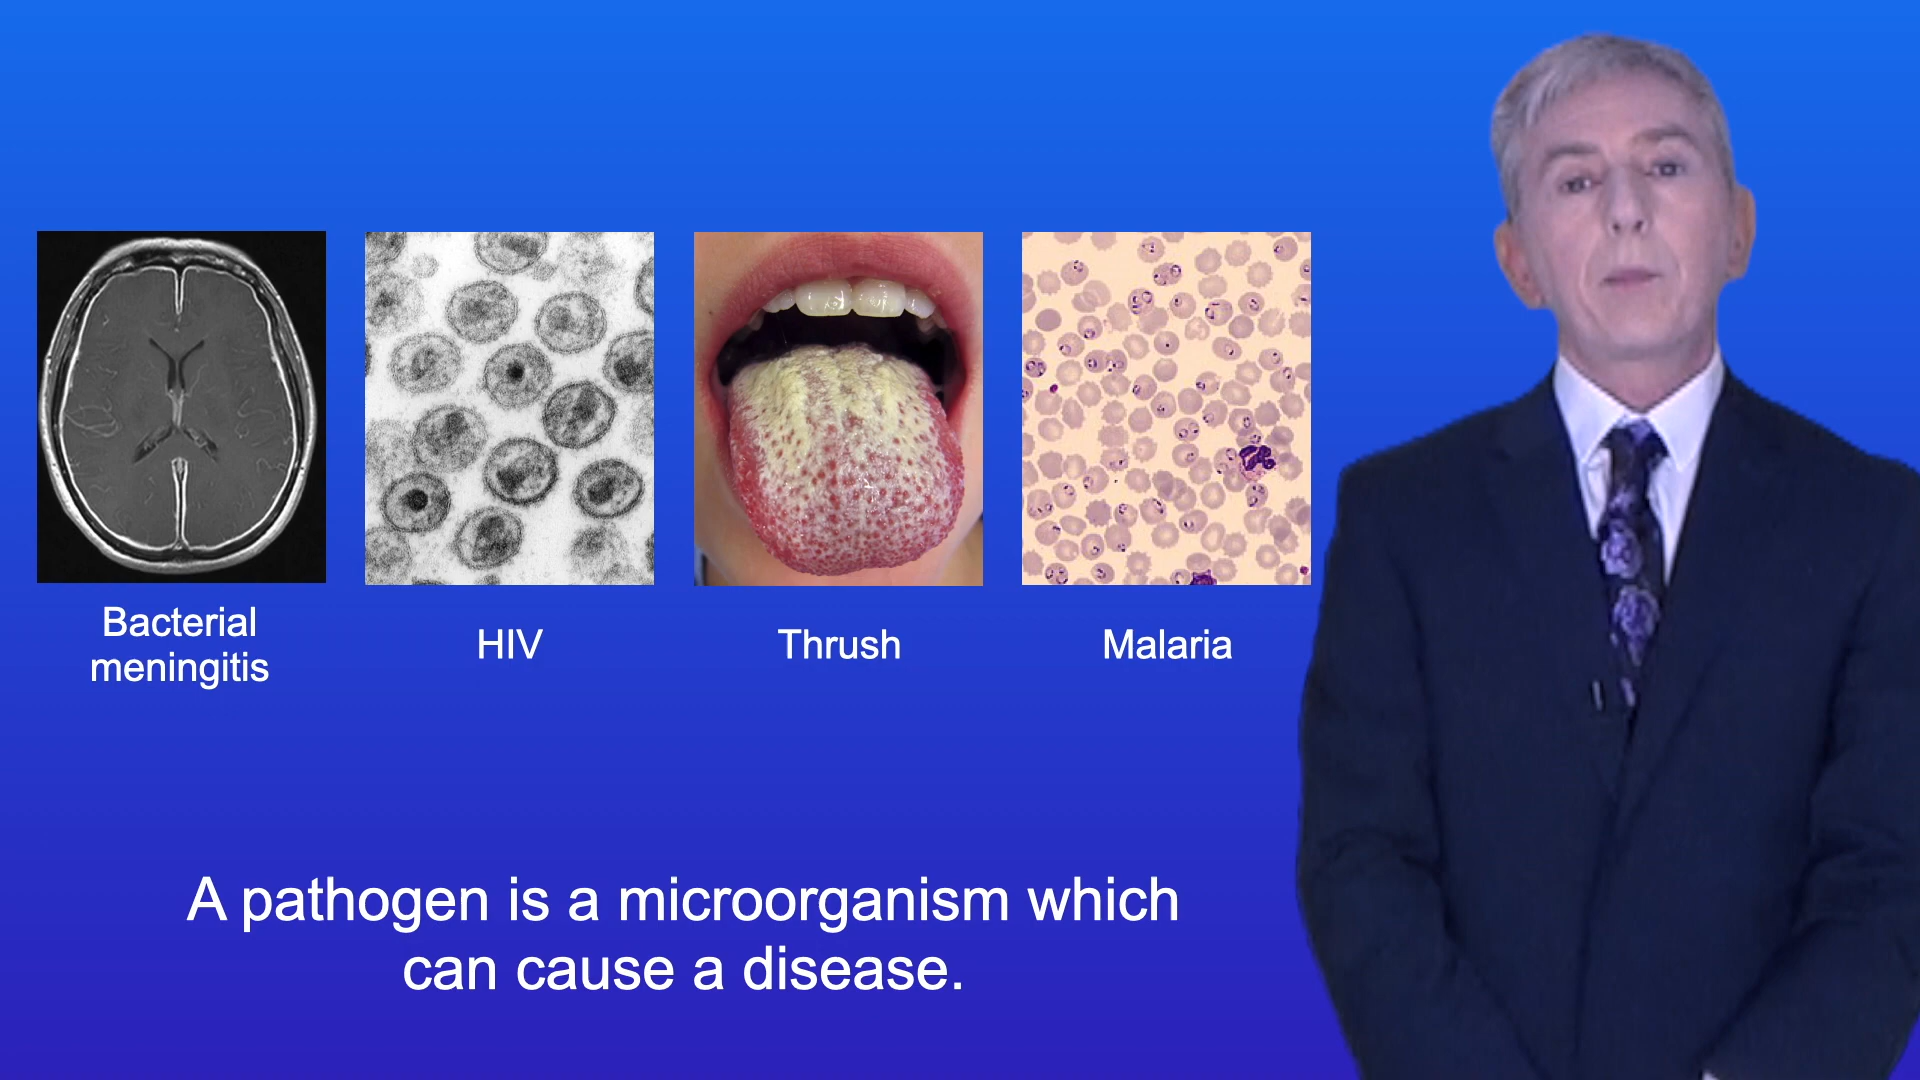 Bacterial
meningitis
HIV
Thrush
Malaria
A pathogen is a microorganism which
can cause a disease.